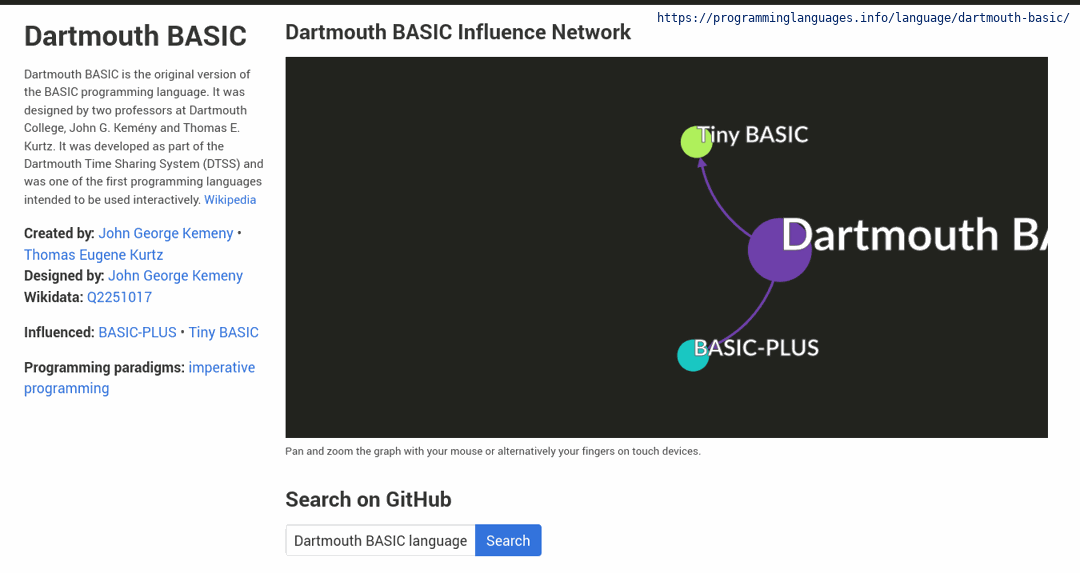 https://programminglanguages.info/language/dartmouth-basic/
Dartmouth BASIC
Dartmouth BASIC is the original version of
the BASIC programming language. It was
designed by two professors at Dartmouth
College, John G. Kemény and Thomas E.
Kurtz. It was developed as part of the
Dartmouth Time Sharing System (DTSS) and
was one of the first programming languages
intended to be used interactively. Wikipedia
Created by: John George Kemeny •
Thomas Eugene Kurtz
Designed by: John George Kemeny
Wikidata: Q2251017
Influenced: BASIC-PLUS • Tiny BASIC
Programming paradigms: imperative
programming
Dartmouth BASIC Influence Network
Tiny BASIC
Dartmouth BA
BASIC-PLUS
Pan and zoom the graph with your mouse or alternatively your fingers on touch devices.
Search on GitHub
Dartmouth BASIC language
Search